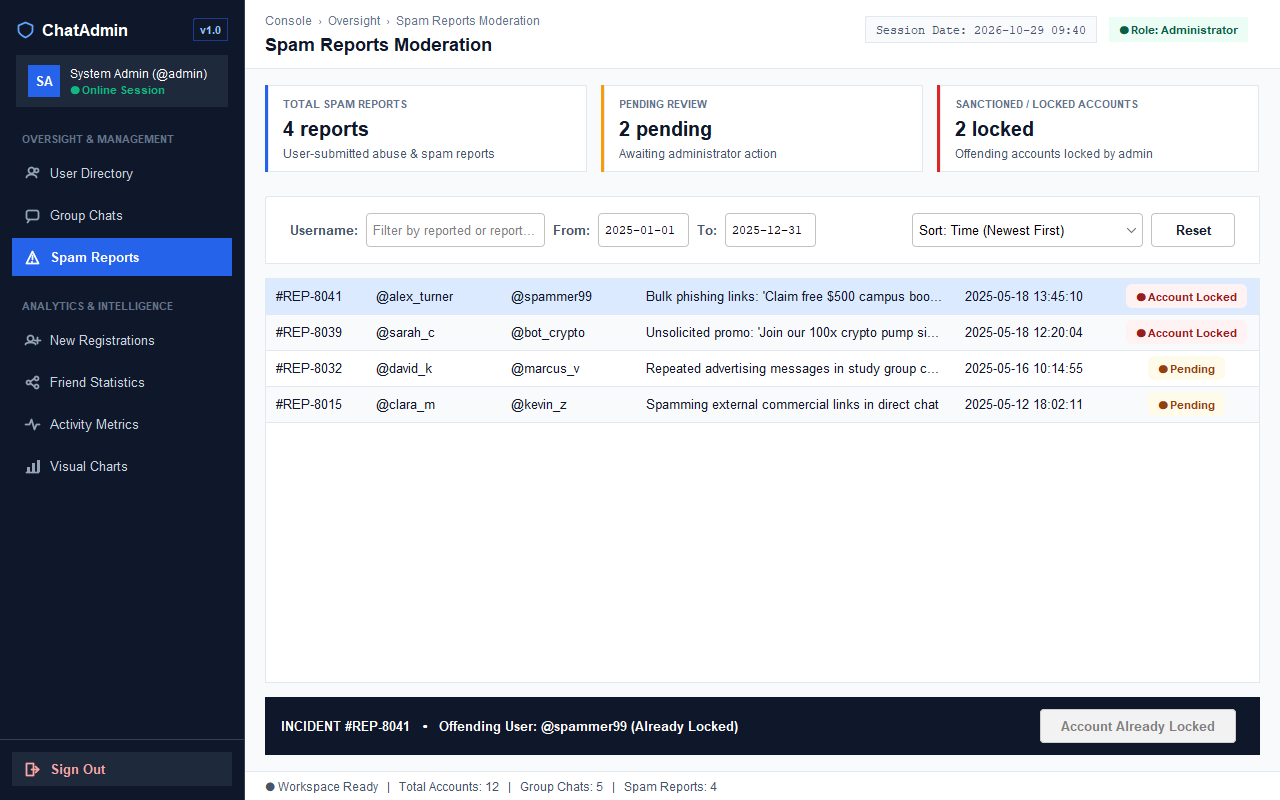 ChatAdmin
v1.0
SA
System Admin (@admin)
Online Session
OVERSIGHT & MANAGEMENT
User Directory
Group Chats
Spam Reports
ANALYTICS & INTELLIGENCE
New Registrations
Friend Statistics
Activity Metrics
Visual Charts
Sign Out
Console › Oversight › Spam Reports Moderation
Spam Reports Moderation
Session Date: 2026-10-29 09:40
Role: Administrator
TOTAL SPAM REPORTS
4 reports
User-submitted abuse & spam reports
PENDING REVIEW
2 pending
Awaiting administrator action
SANCTIONED / LOCKED ACCOUNTS
2 locked
Offending accounts locked by admin
Username: Filter by reported or report... From: 2025-01-01 To: 2025-12-31 Sort: Time (Newest First) Reset
#REP-8041 @alex_turner @spammer99 Bulk phishing links: 'Claim free $500 campus boo... 2025-05-18 13:45:10 Account Locked
#REP-8039 @sarah_c @bot_crypto Unsolicited promo: 'Join our 100x crypto pump si... 2025-05-18 12:20:04 Account Locked
#REP-8032 @david_k @marcus_v Repeated advertising messages in study group c... 2025-05-16 10:14:55 Pending
#REP-8015 @clara_m @kevin_z Spamming external commercial links in direct chat 2025-05-12 18:02:11 Pending
INCIDENT #REP-8041 • Offending User: @spammer99 (Already Locked) Account Already Locked
Workspace Ready | Total Accounts: 12 | Group Chats: 5 | Spam Reports: 4